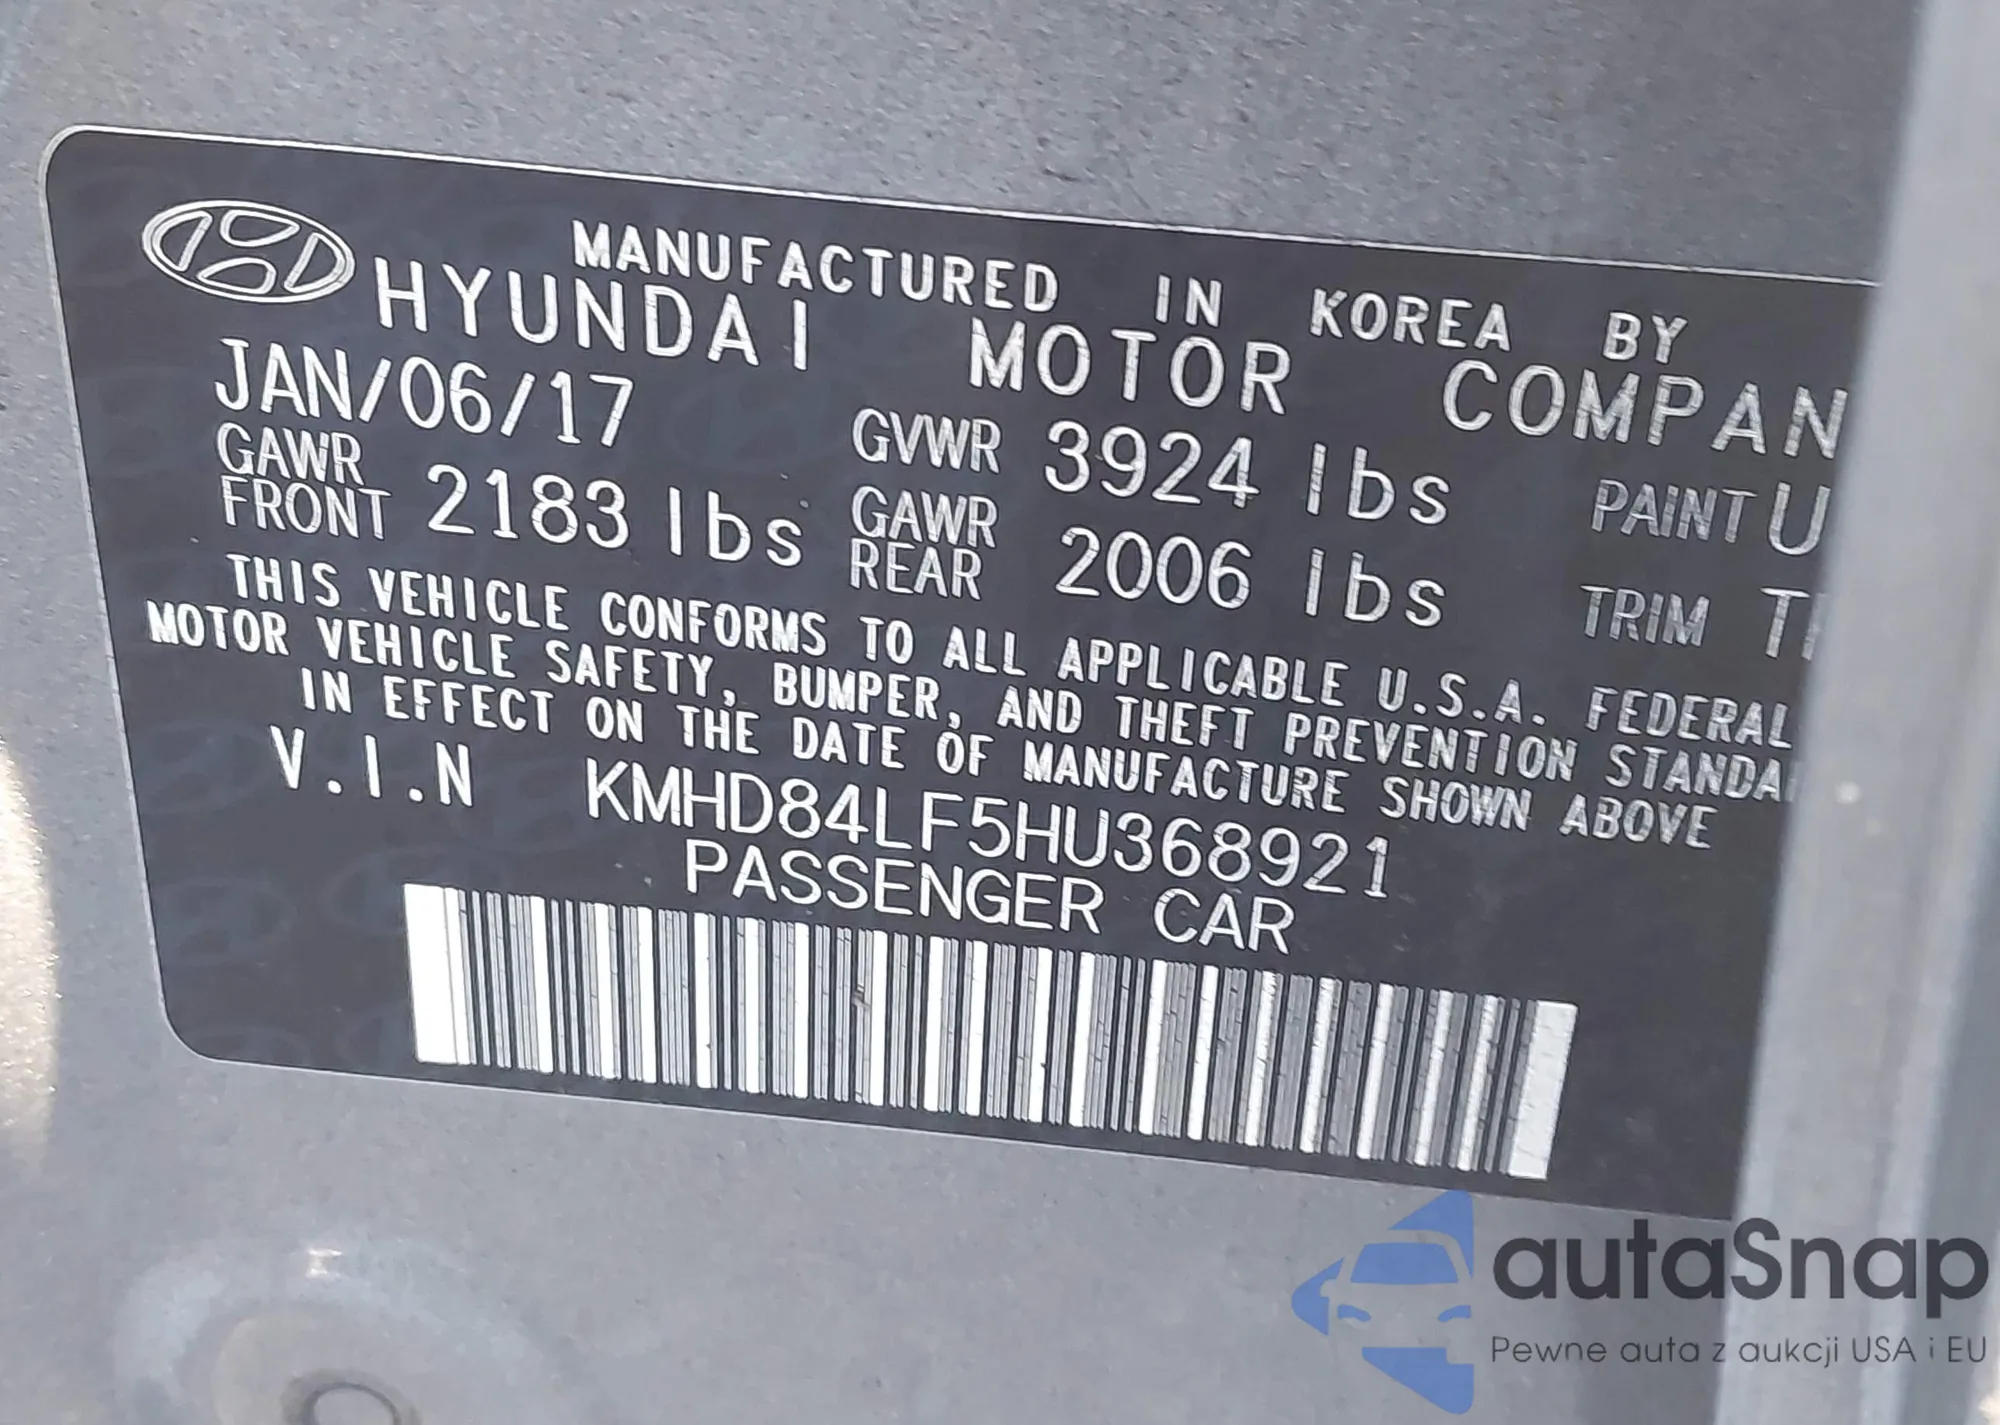 MANUFACTURED IN KOREA BY
HYUNDAI MOTOR COMPAN
JAN/06/17 GVWR 3924 lbs PAINT U
GAWR FRONT 2183 lbs GAWR REAR 2006 lbs TRIM T
THIS VEHICLE CONFORMS TO ALL APPLICABLE U.S.A. FEDERAL
MOTOR VEHICLE SAFETY, BUMPER, AND THEFT PREVENTION STANDA
IN EFFECT ON THE DATE OF MANUFACTURE SHOWN ABOVE
V.I.N KMHD84LF5HU368921
PASSENGER CAR
autaSnap
Pewne auta z aukcji USA i EU